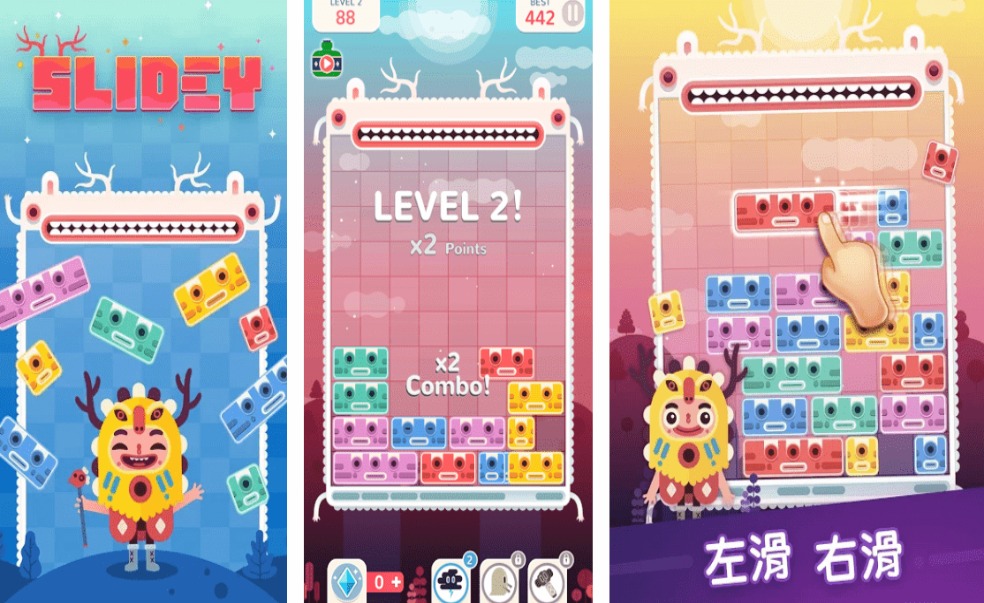 SLIDEY
LEVEL 2
88
BEST
442
LEVEL 2!
x2 Points
x2
Combo!
0 +
2
左滑 右滑